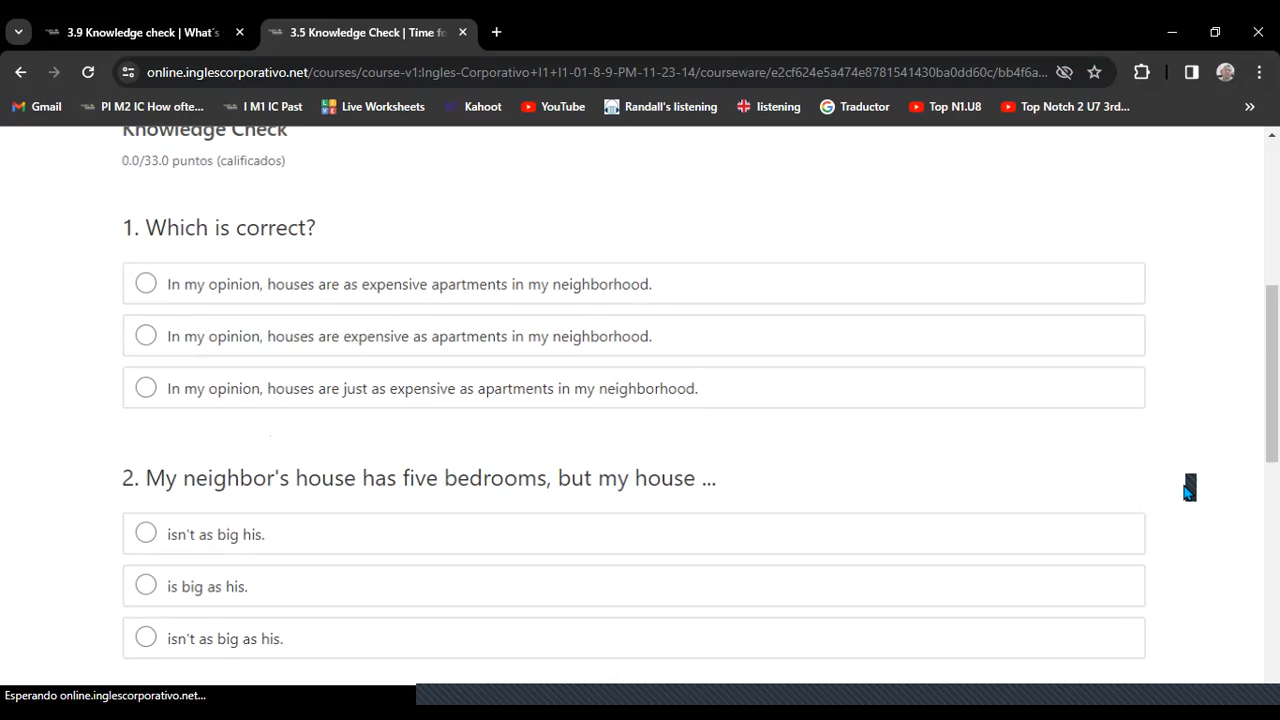 3.9 Knowledge check | What's
3.5 Knowledge Check | Time fo
online.inglescorporativo.net/courses/course-v1:Ingles-Corporativo+I1+I1-01-8-9-PM-11-23-14/courseware/e2cf624e5a474e8781541430ba0dd60c/bb4f6a...
Gmail
PI M2 IC How ofte...
I M1 IC Past
Live Worksheets
Kahoot
YouTube
Randall's listening
listening
Traductor
Top N1.U8
Top Notch 2 U7 3rd...
Knowledge Check
0.0/33.0 puntos (calificados)
1. Which is correct?
In my opinion, houses are as expensive apartments in my neighborhood.
In my opinion, houses are expensive as apartments in my neighborhood.
In my opinion, houses are just as expensive as apartments in my neighborhood.
2. My neighbor's house has five bedrooms, but my house ...
isn't as big his.
is big as his.
isn't as big as his.
Esperando online.inglescorporativo.net...